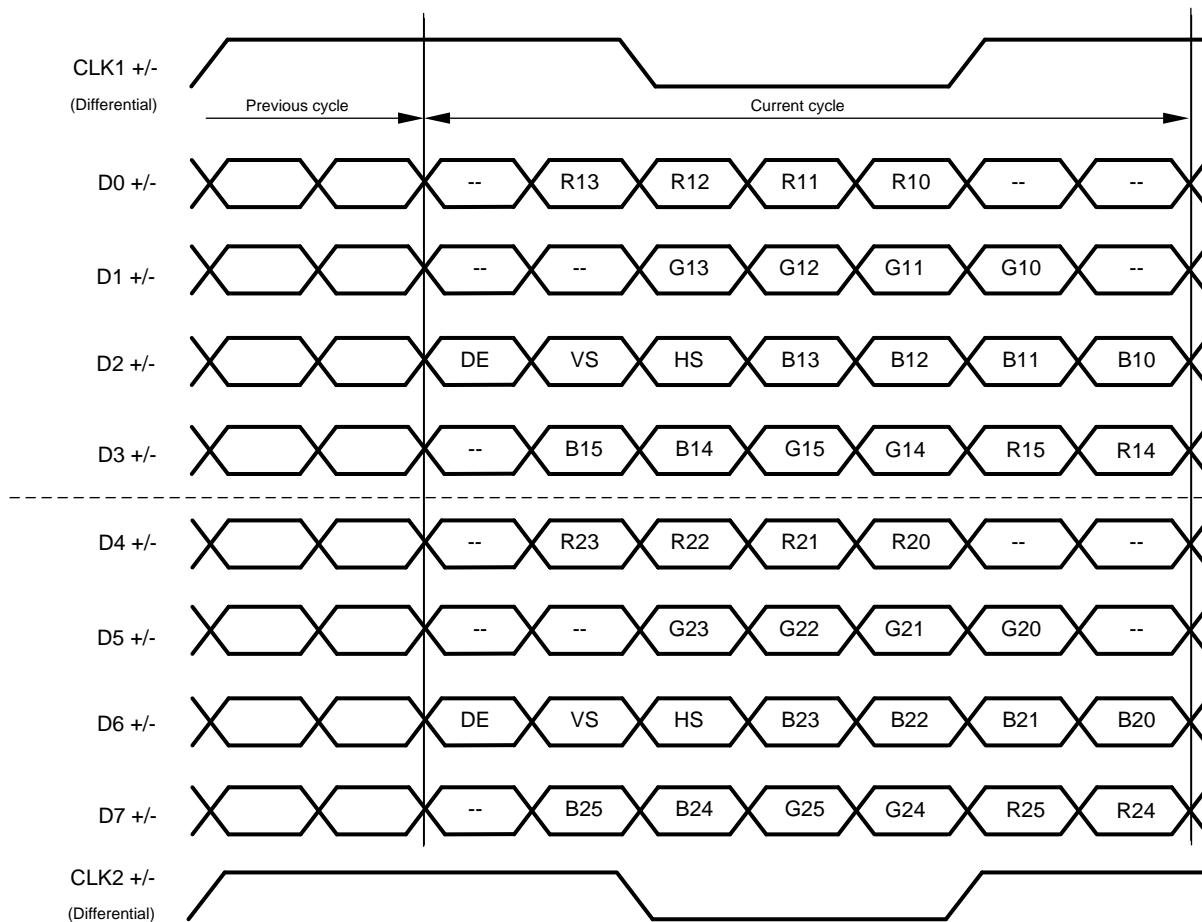 CLK1 +/-
(Differential)
Previous cycle Current cycle
D0 +/- -- R13 R12 R11 R10 -- --
D1 +/- -- -- G13 G12 G11 G10 --
D2 +/- DE VS HS B13 B12 B11 B10
D3 +/- -- B15 B14 G15 G14 R15 R14
D4 +/- -- R23 R22 R21 R20 -- --
D5 +/- -- -- G23 G22 G21 G20 --
D6 +/- DE VS HS B23 B22 B21 B20
D7 +/- -- B25 B24 G25 G24 R25 R24
CLK2 +/-
(Differential)